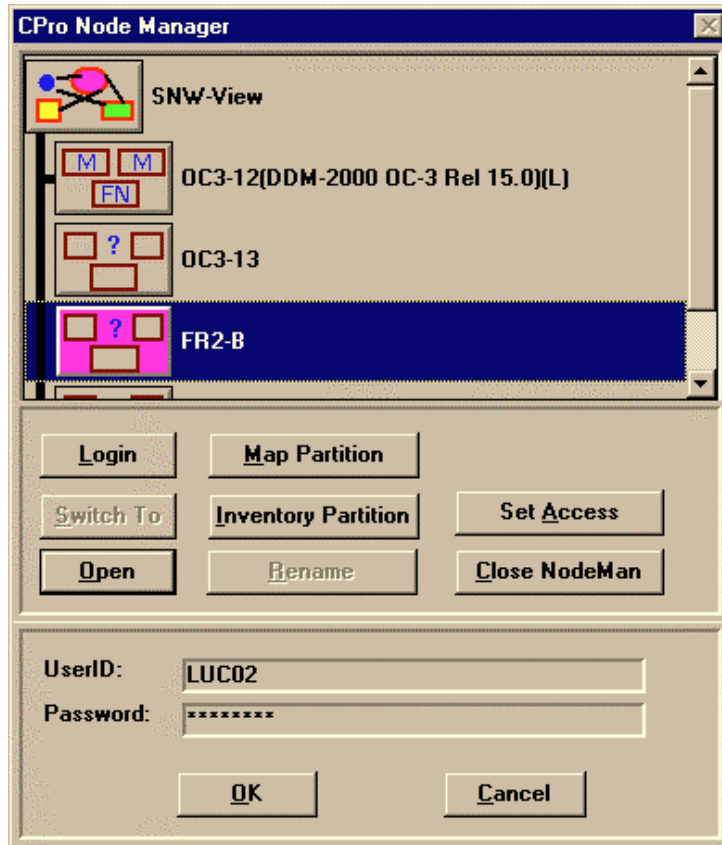 CPro Node Manager
SNW-View
M M
FN
OC3-12(DDM-2000 OC-3 Rel 15.0)(L)
?
OC3-13
?
FR2-B
Login
Map Partition
Switch To
Inventory Partition
Set Access
Open
Rename
Close NodeMan
UserID:
LUC02
Password:
********
OK
Cancel